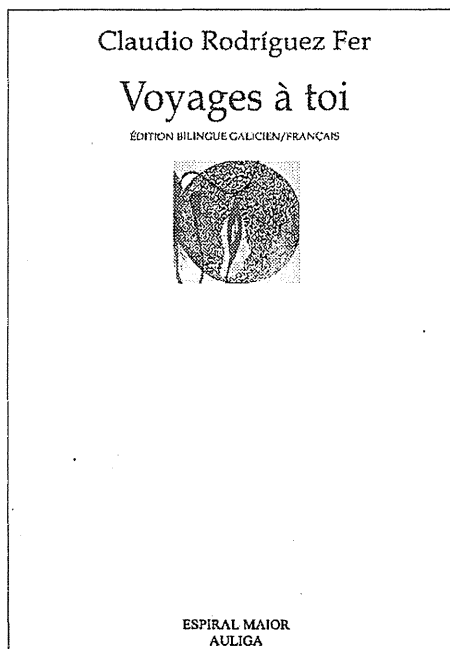 Claudio Rodríguez Fer
Voyages à toi
ÉDITION BILINGUE GALICIEN/FRANÇAIS
ESPIRAL MAIOR
AULIGA